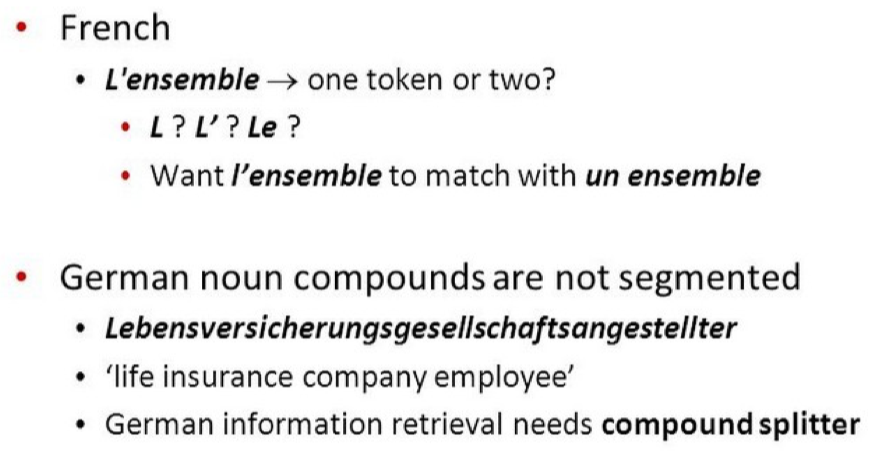 • French
• L'ensemble → one token or two?
• L ? L’ ? Le ?
• Want l’ensemble to match with un ensemble
• German noun compounds are not segmented
• Lebensversicherungsgesellschaftsangestellter
• ‘life insurance company employee’
• German information retrieval needs compound splitter